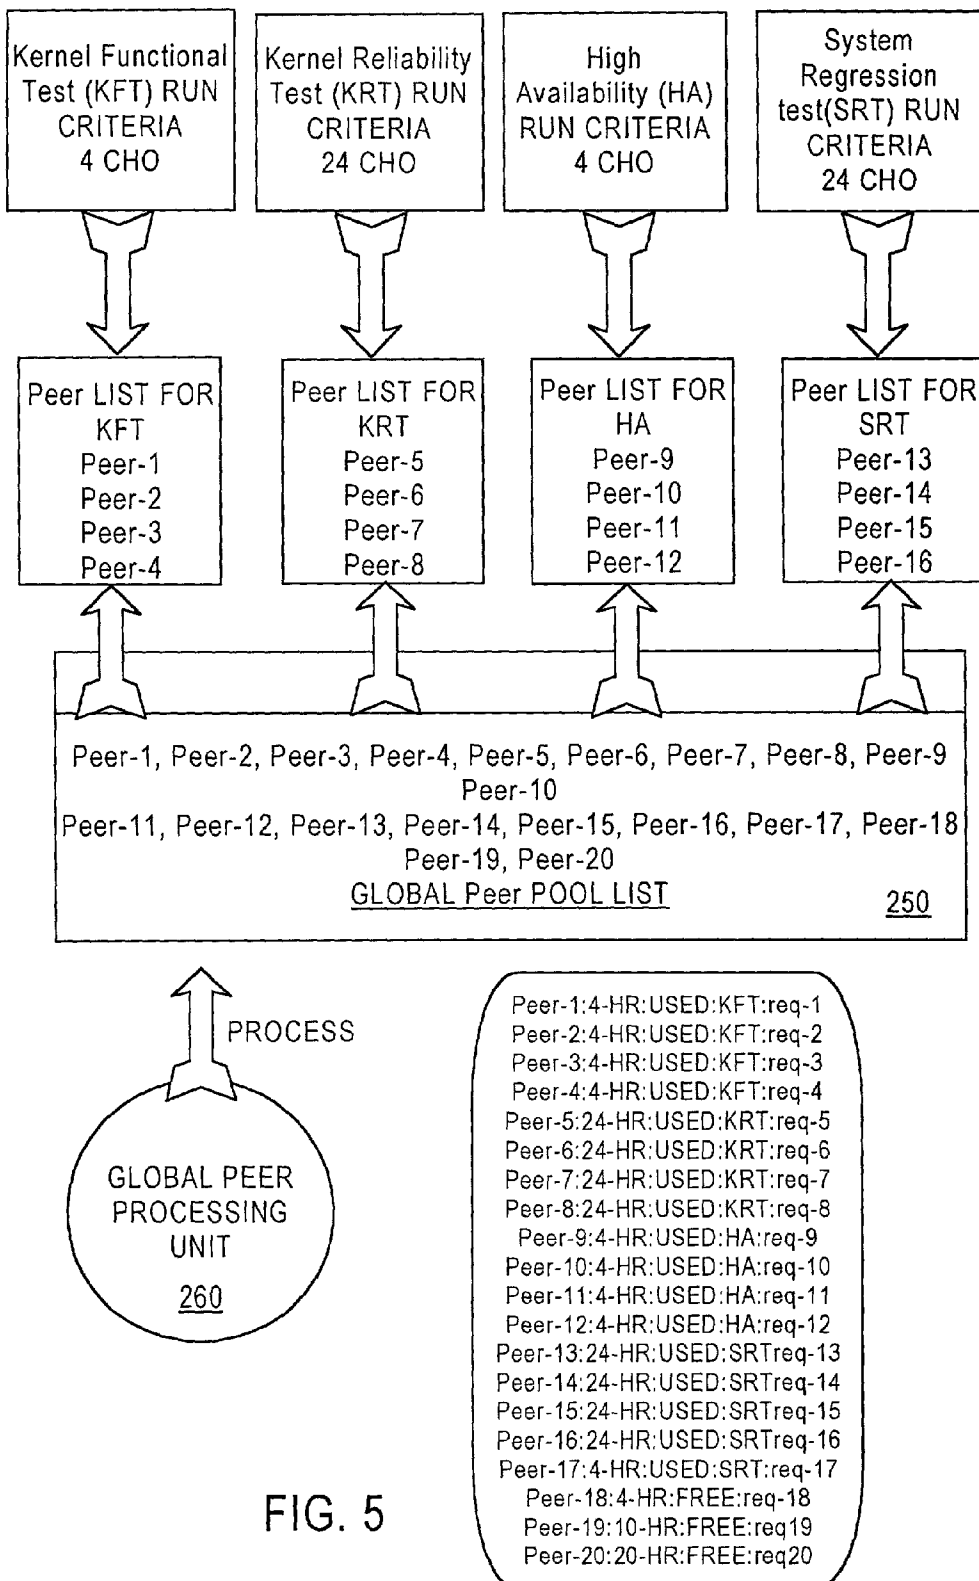 Kernel Functional
Test (KFT) RUN
CRITERIA
4 CHO
Kernel Reliability
Test (KRT) RUN
CRITERIA
24 CHO
High
Availability (HA)
RUN CRITERIA
4 CHO
System
Regression
test(SRT) RUN
CRITERIA
24 CHO
Peer LIST FOR
KFT
Peer-1
Peer-2
Peer-3
Peer-4
Peer LIST FOR
KRT
Peer-5
Peer-6
Peer-7
Peer-8
Peer LIST FOR
HA
Peer-9
Peer-10
Peer-11
Peer-12
Peer LIST FOR
SRT
Peer-13
Peer-14
Peer-15
Peer-16
Peer-1, Peer-2, Peer-3, Peer-4, Peer-5, Peer-6, Peer-7, Peer-8, Peer-9
Peer-10
Peer-11, Peer-12, Peer-13, Peer-14, Peer-15, Peer-16, Peer-17, Peer-18
Peer-19, Peer-20
GLOBAL Peer POOL LIST
250
PROCESS
GLOBAL PEER
PROCESSING
UNIT
260
Peer-1:4-HR:USED:KFT:req-1
Peer-2:4-HR:USED:KFT:req-2
Peer-3:4-HR:USED:KFT:req-3
Peer-4:4-HR:USED:KFT:req-4
Peer-5:24-HR:USED:KRT:req-5
Peer-6:24-HR:USED:KRT:req-6
Peer-7:24-HR:USED:KRT:req-7
Peer-8:24-HR:USED:KRT:req-8
Peer-9:4-HR:USED:HA:req-9
Peer-10:4-HR:USED:HA:req-10
Peer-11:4-HR:USED:HA:req-11
Peer-12:4-HR:USED:HA:req-12
Peer-13:24-HR:USED:SRTreq-13
Peer-14:24-HR:USED:SRTreq-14
Peer-15:24-HR:USED:SRTreq-15
Peer-16:24-HR:USED:SRTreq-16
Peer-17:4-HR:USED:SRT:req-17
Peer-18:4-HR:FREE:req-18
Peer-19:10-HR:FREE:req19
Peer-20:20-HR:FREE:req20
FIG. 5